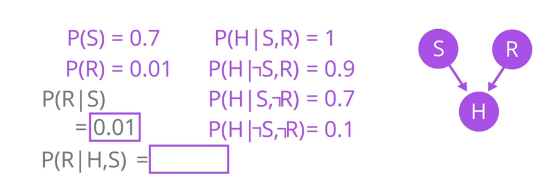 P(S) = 0.7
P(R) = 0.01
P(R|S)
= 0.01
P(R|H,S) =
P(H|S,R) = 1
P(H|¬S,R) = 0.9
P(H|S,¬R) = 0.7
P(H|¬S,¬R)= 0.1
S
R
H